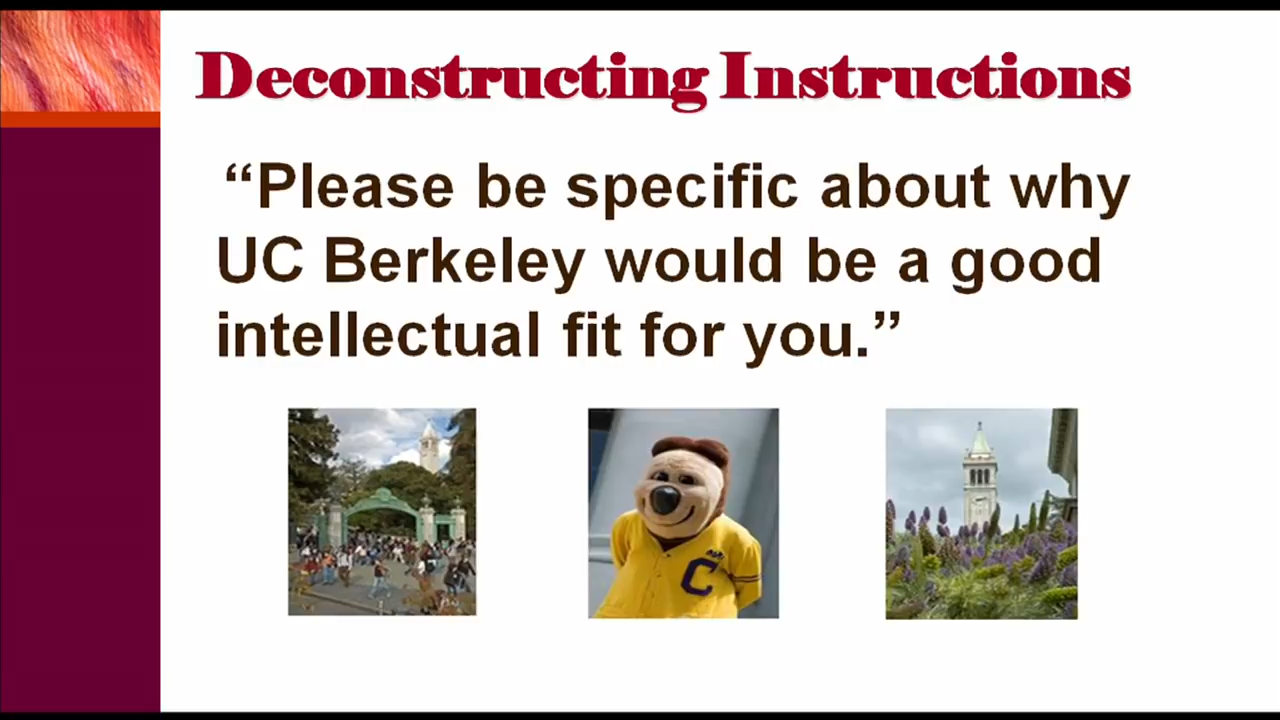 Deconstructing Instructions
“Please be specific about why
UC Berkeley would be a good
intellectual fit for you.”
C